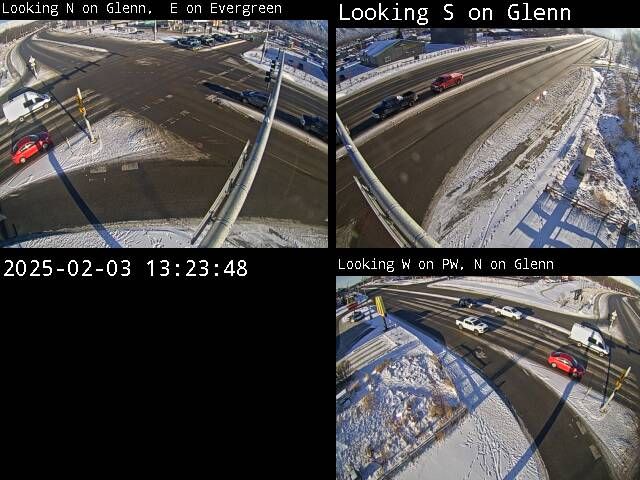 Looking N on Glenn,  E on Evergreen
Looking S on Glenn
2025-02-03 13:23:48
Looking W on PW, N on Glenn